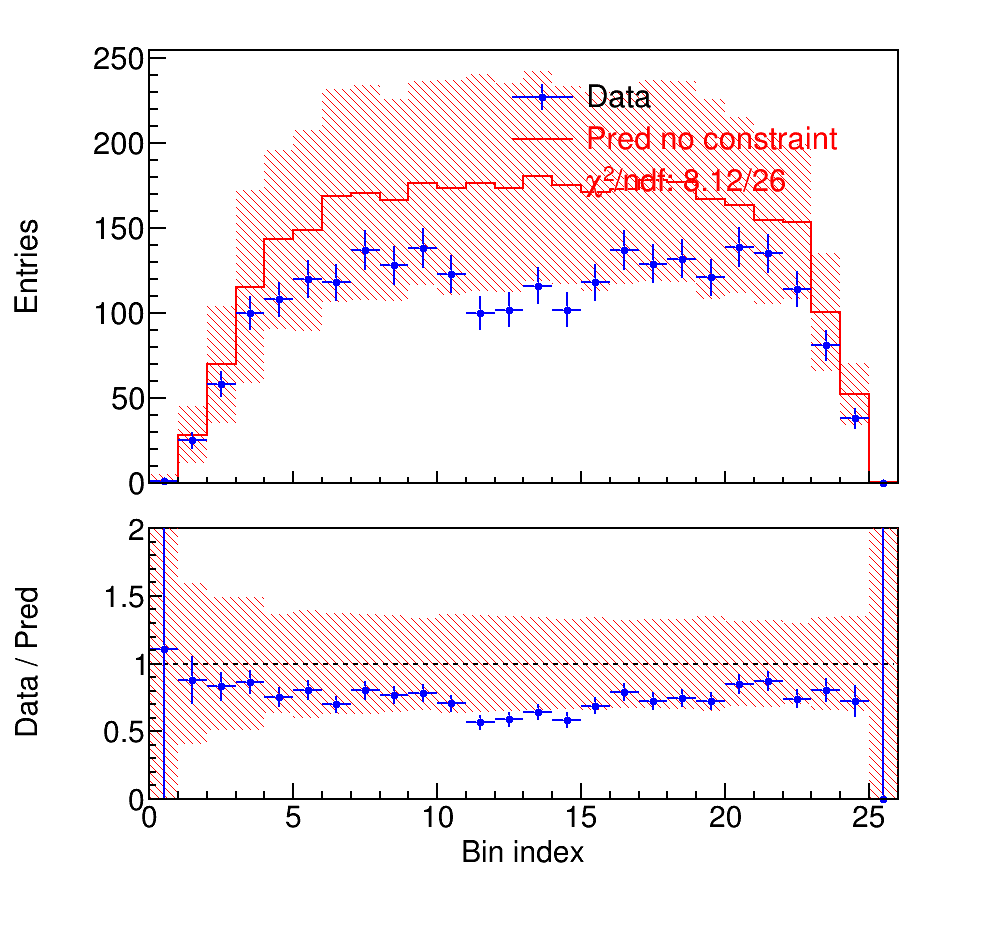 250
200
150
100
50
0
Entries
Data
Pred no constraint
χ²/ndf: 8.12/26
2
1.5
1
0.5
0
Data / Pred
0 5 10 15 20 25
Bin index